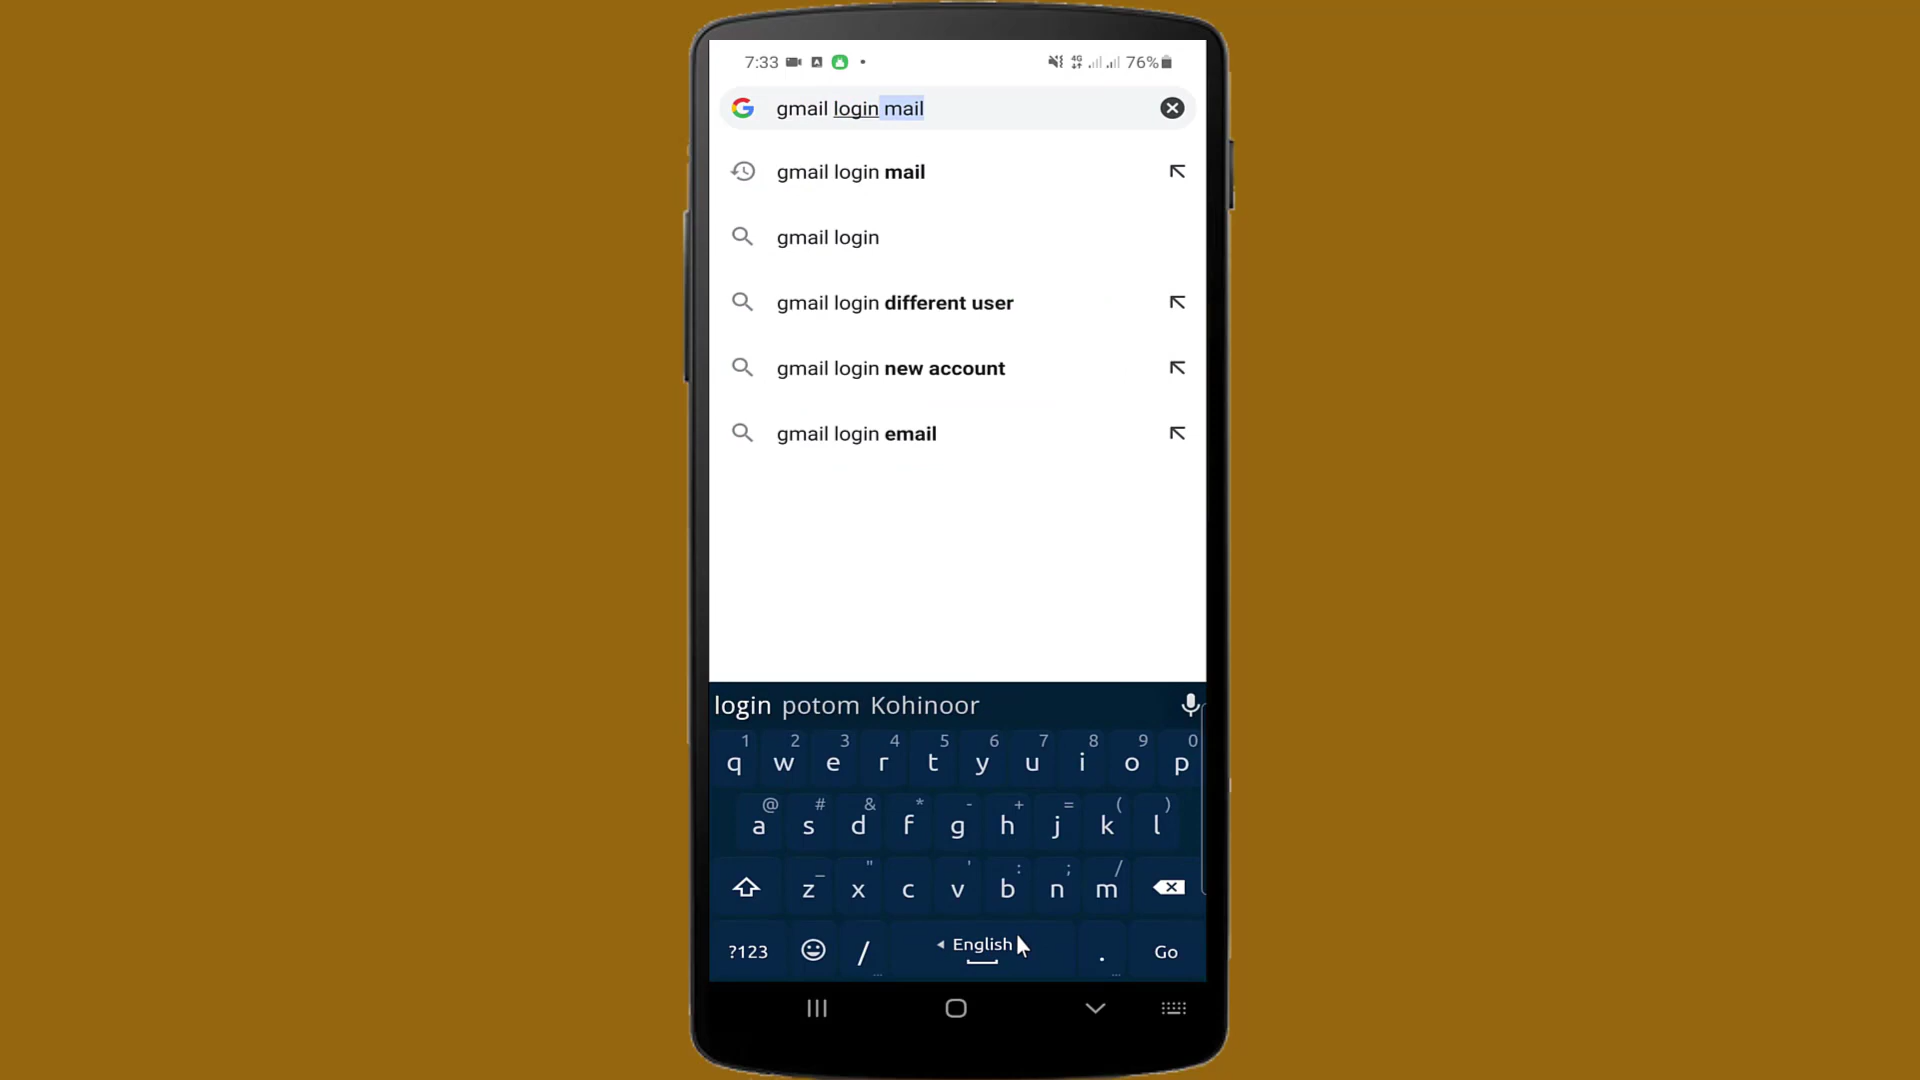 7:33 4G 76%
gmail login mail
gmail login mail
gmail login
gmail login different user
gmail login new account
gmail login email
login potom Kohinoor
1 2 3 4 5 6 7 8 9 0
q w e r t y u i o p
@ # & * - + = ( )
a s d f g h j k l
_ " ' : ; /
z x c v b n m
?123 / English . Go